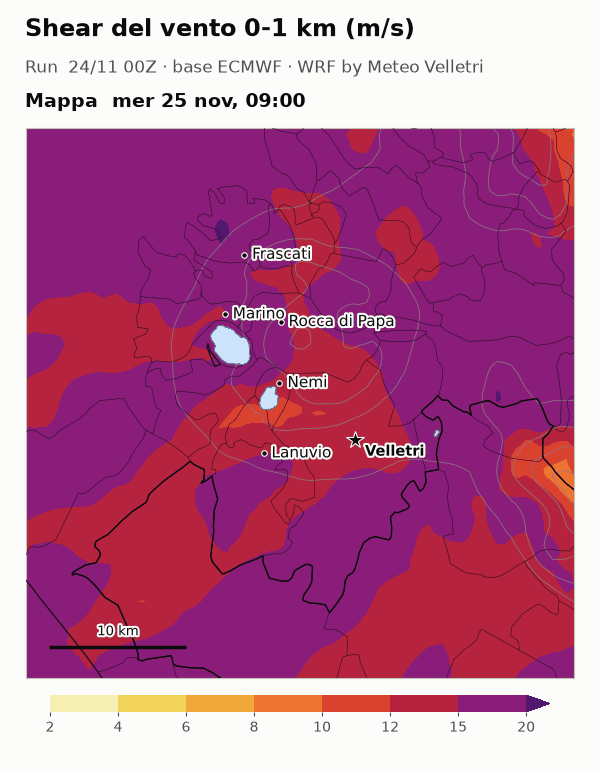 Shear del vento 0-1 km (m/s)
Run  24/11 00Z · base ECMWF · WRF by Meteo Velletri
Mappa  mer 25 nov, 09:00
Frascati
Marino
Rocca di Papa
Nemi
Velletri
Lanuvio
10 km
2 4 6 8 10 12 15 20